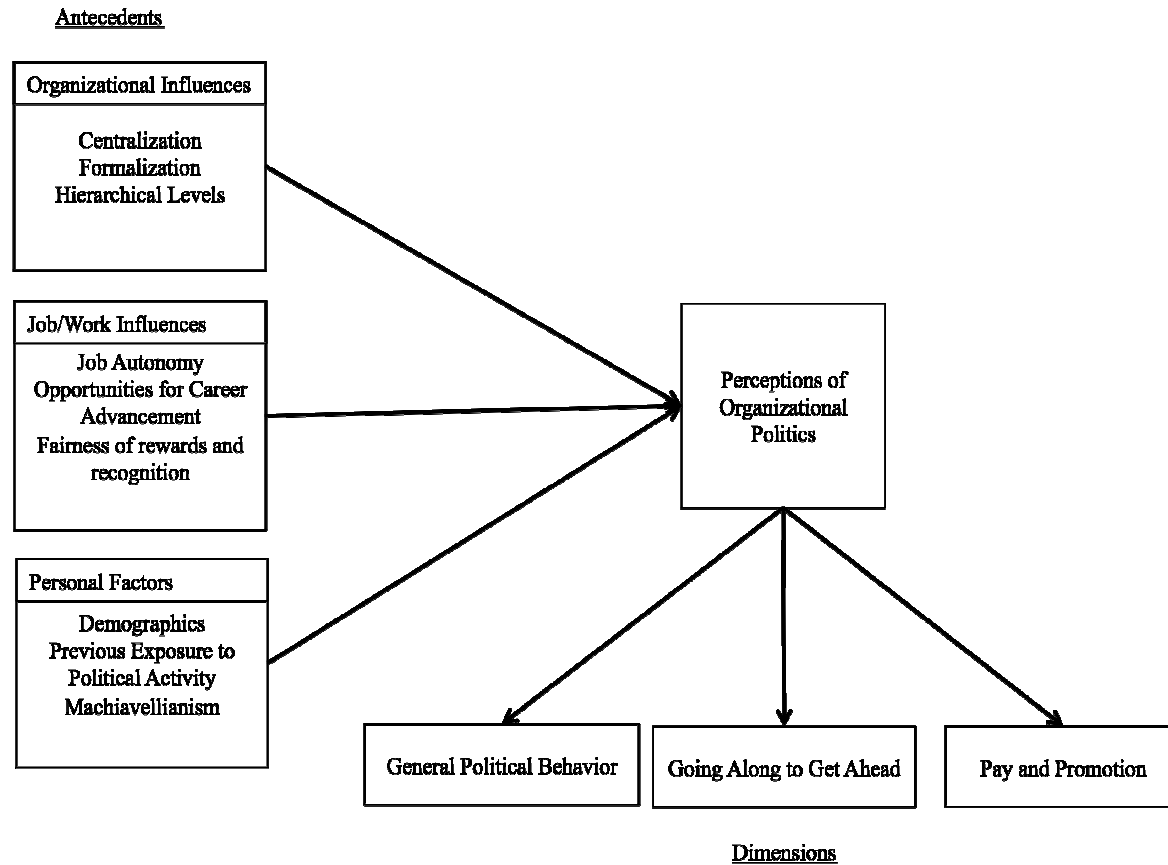 Antecedents
Organizational Influences
Centralization
Formalization
Hierarchical Levels
Job/Work Influences
Job Autonomy
Opportunities for Career
Advancement
Fairness of rewards and
recognition
Personal Factors
Demographics
Previous Exposure to
Political Activity
Machiavellianism
Perceptions of
Organizational
Politics
General Political Behavior
Going Along to Get Ahead
Pay and Promotion
Dimensions